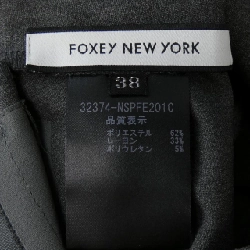 FOXEY NEW YORK
38
32374-NSPFE201C
品質表示
ポリエステル 62%
レーヨン 33%
ポリウレタン 5%